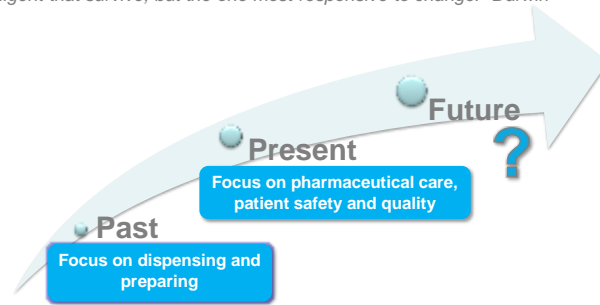 that survive, but the one most responsive to change." Darwin
Future
?
Present
Focus on pharmaceutical care,
patient safety and quality
Past
Focus on dispensing and
preparing